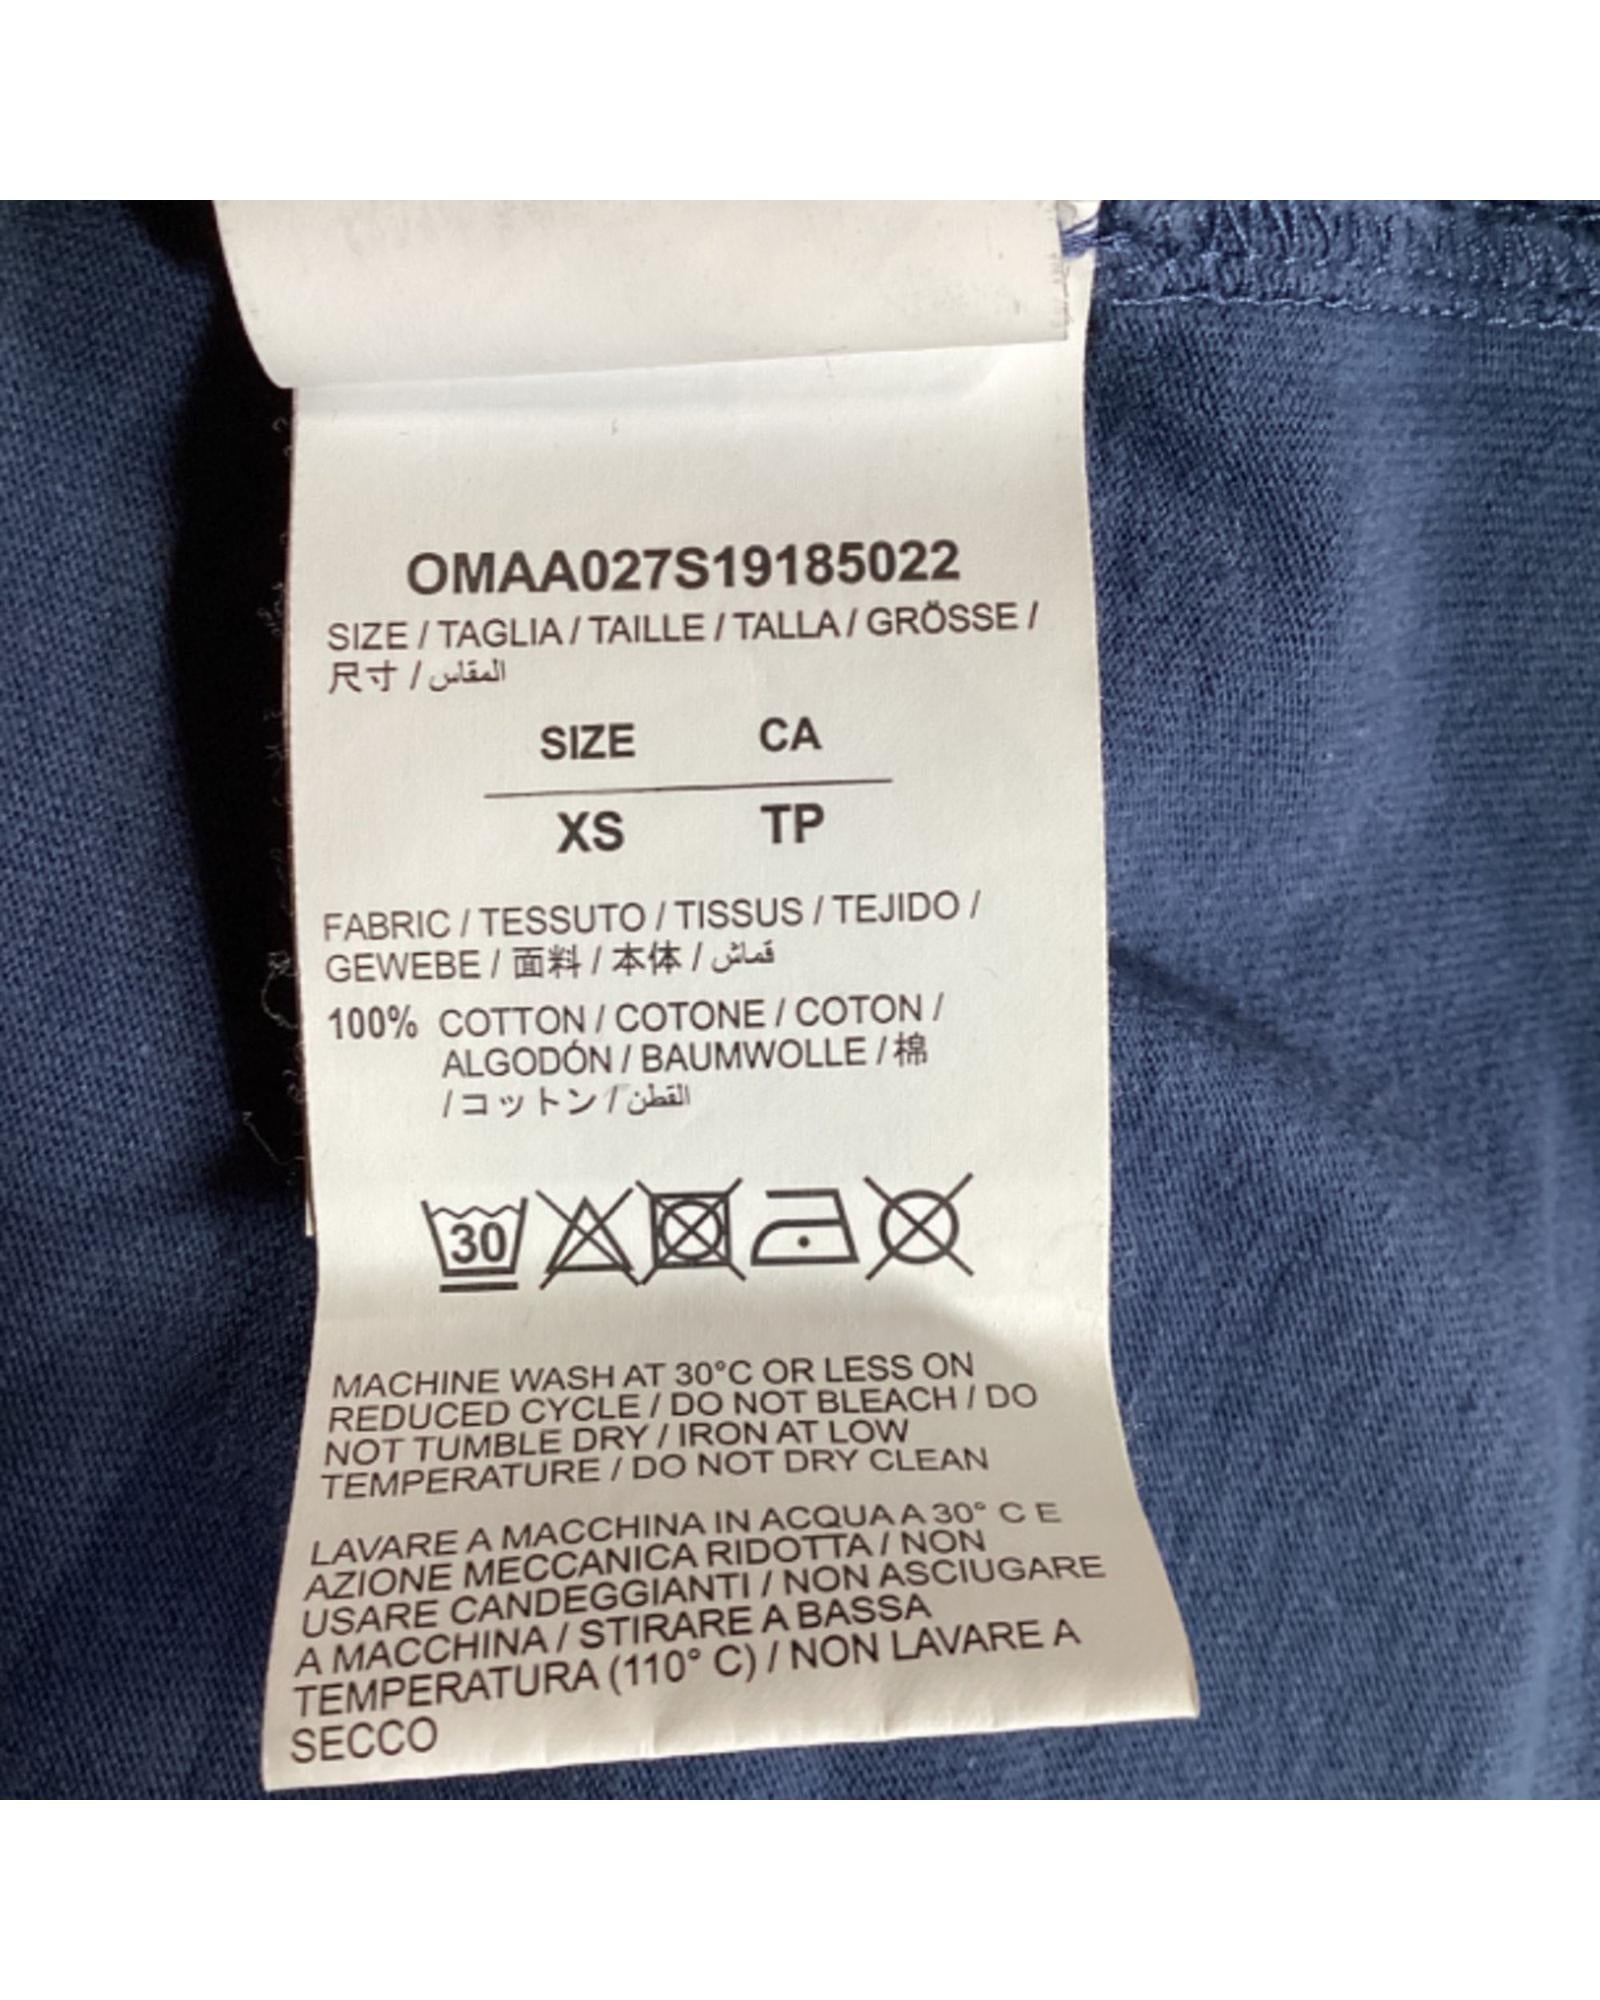 OMAA027S19185022
SIZE / TAGLIA / TAILLE / TALLA / GRÖSSE /
尺寸 / المقاس
SIZE CA
XS TP
FABRIC / TESSUTO / TISSUS / TEJIDO /
GEWEBE / 面料 / 本体 / قماش
100% COTTON / COTONE / COTON /
ALGODÓN / BAUMWOLLE / 棉
/ コットン / القطن
30
MACHINE WASH AT 30°C OR LESS ON
REDUCED CYCLE / DO NOT BLEACH / DO
NOT TUMBLE DRY / IRON AT LOW
TEMPERATURE / DO NOT DRY CLEAN
LAVARE A MACCHINA IN ACQUA A 30° C E
AZIONE MECCANICA RIDOTTA / NON
USARE CANDEGGIANTI / NON ASCIUGARE
A MACCHINA / STIRARE A BASSA
TEMPERATURA (110° C) / NON LAVARE A
SECCO